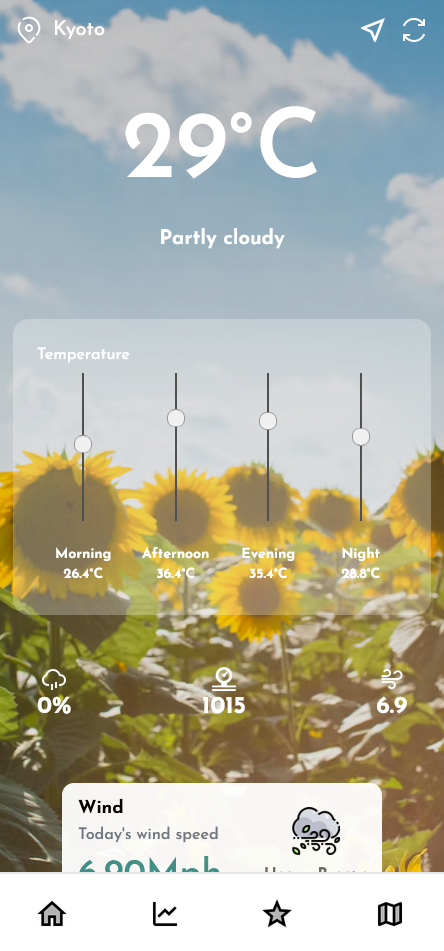 Kyoto
29°C
Partly cloudy
Temperature
Morning Afternoon Evening Night
26.4°C 36.4°C 35.4°C 28.8°C
0% 1015 6.9
Wind
Today's wind speed
6.90Mph